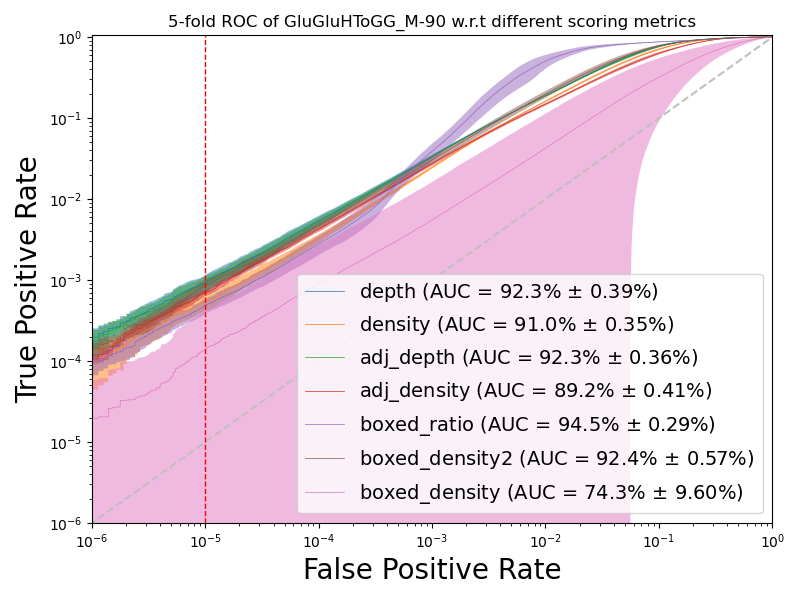 5-fold ROC of GluGluHToGG_M-90 w.r.t different scoring metrics
True Positive Rate
10⁰
10⁻¹
10⁻²
10⁻³
10⁻⁴
10⁻⁵
10⁻⁶
depth (AUC = 92.3% ± 0.39%)
density (AUC = 91.0% ± 0.35%)
adj_depth (AUC = 92.3% ± 0.36%)
adj_density (AUC = 89.2% ± 0.41%)
boxed_ratio (AUC = 94.5% ± 0.29%)
boxed_density2 (AUC = 92.4% ± 0.57%)
boxed_density (AUC = 74.3% ± 9.60%)
10⁻⁶ 10⁻⁵ 10⁻⁴ 10⁻³ 10⁻² 10⁻¹ 10⁰
False Positive Rate